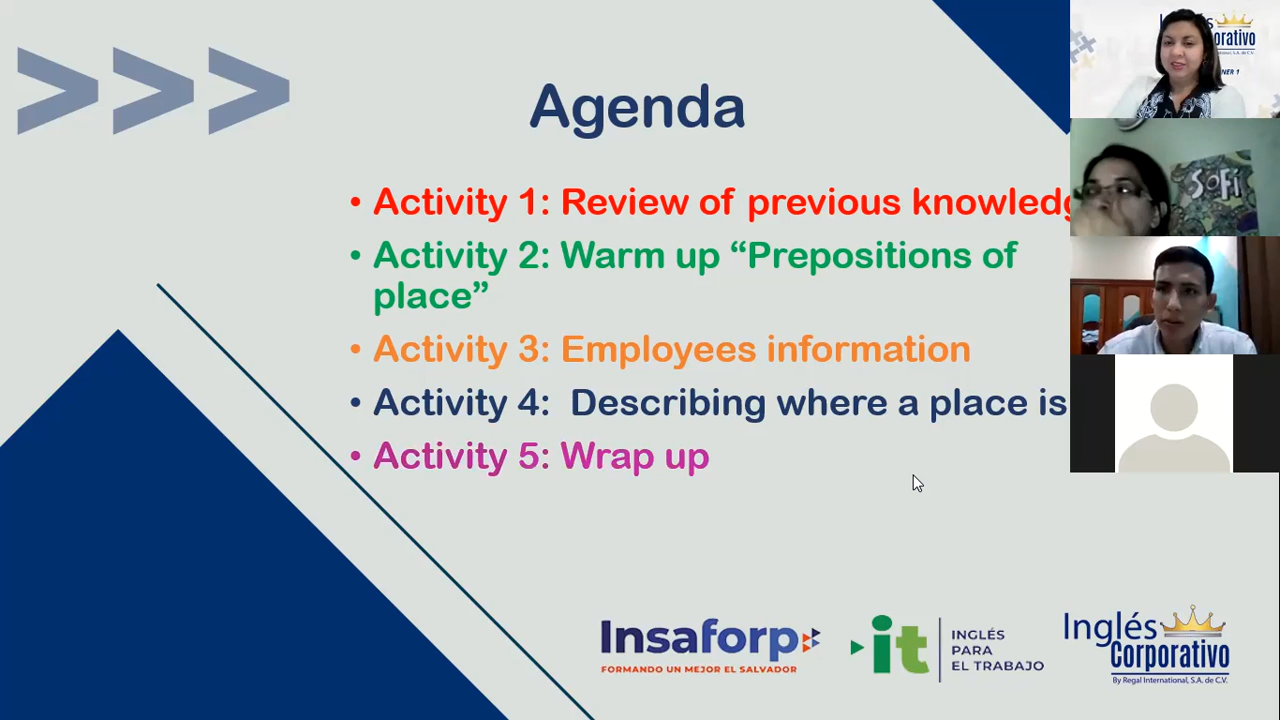 >>>
Agenda
• Activity 1: Review of previous knowledg
• Activity 2: Warm up “Prepositions of
place”
• Activity 3: Employees information
• Activity 4: Describing where a place is
• Activity 5: Wrap up
Insaforp
FORMANDO UN MEJOR EL SALVADOR
it
INGLÉS
PARA
EL TRABAJO
Inglés
Corporativo
By Regal International, S.A. de C.V.
SOFi